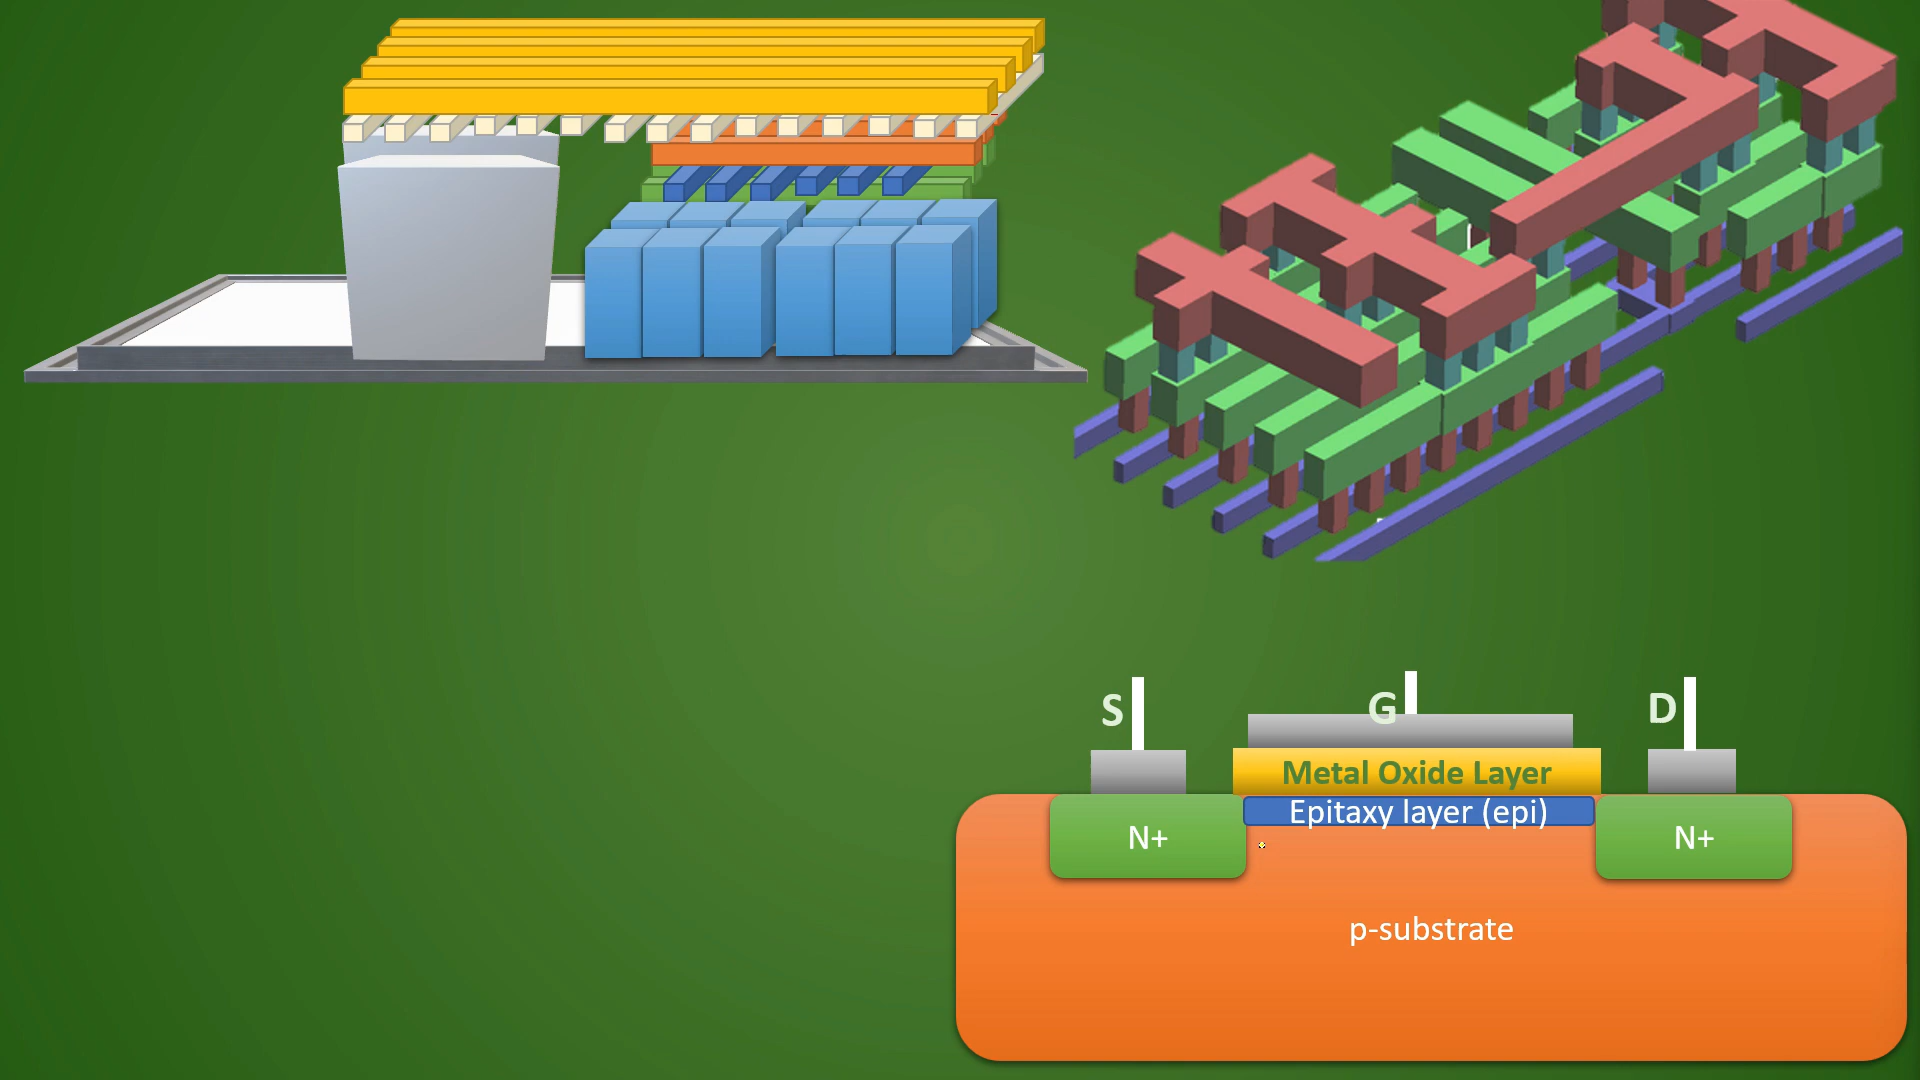 S
G
D
Metal Oxide Layer
Epitaxy layer (epi)
N+
N+
p-substrate